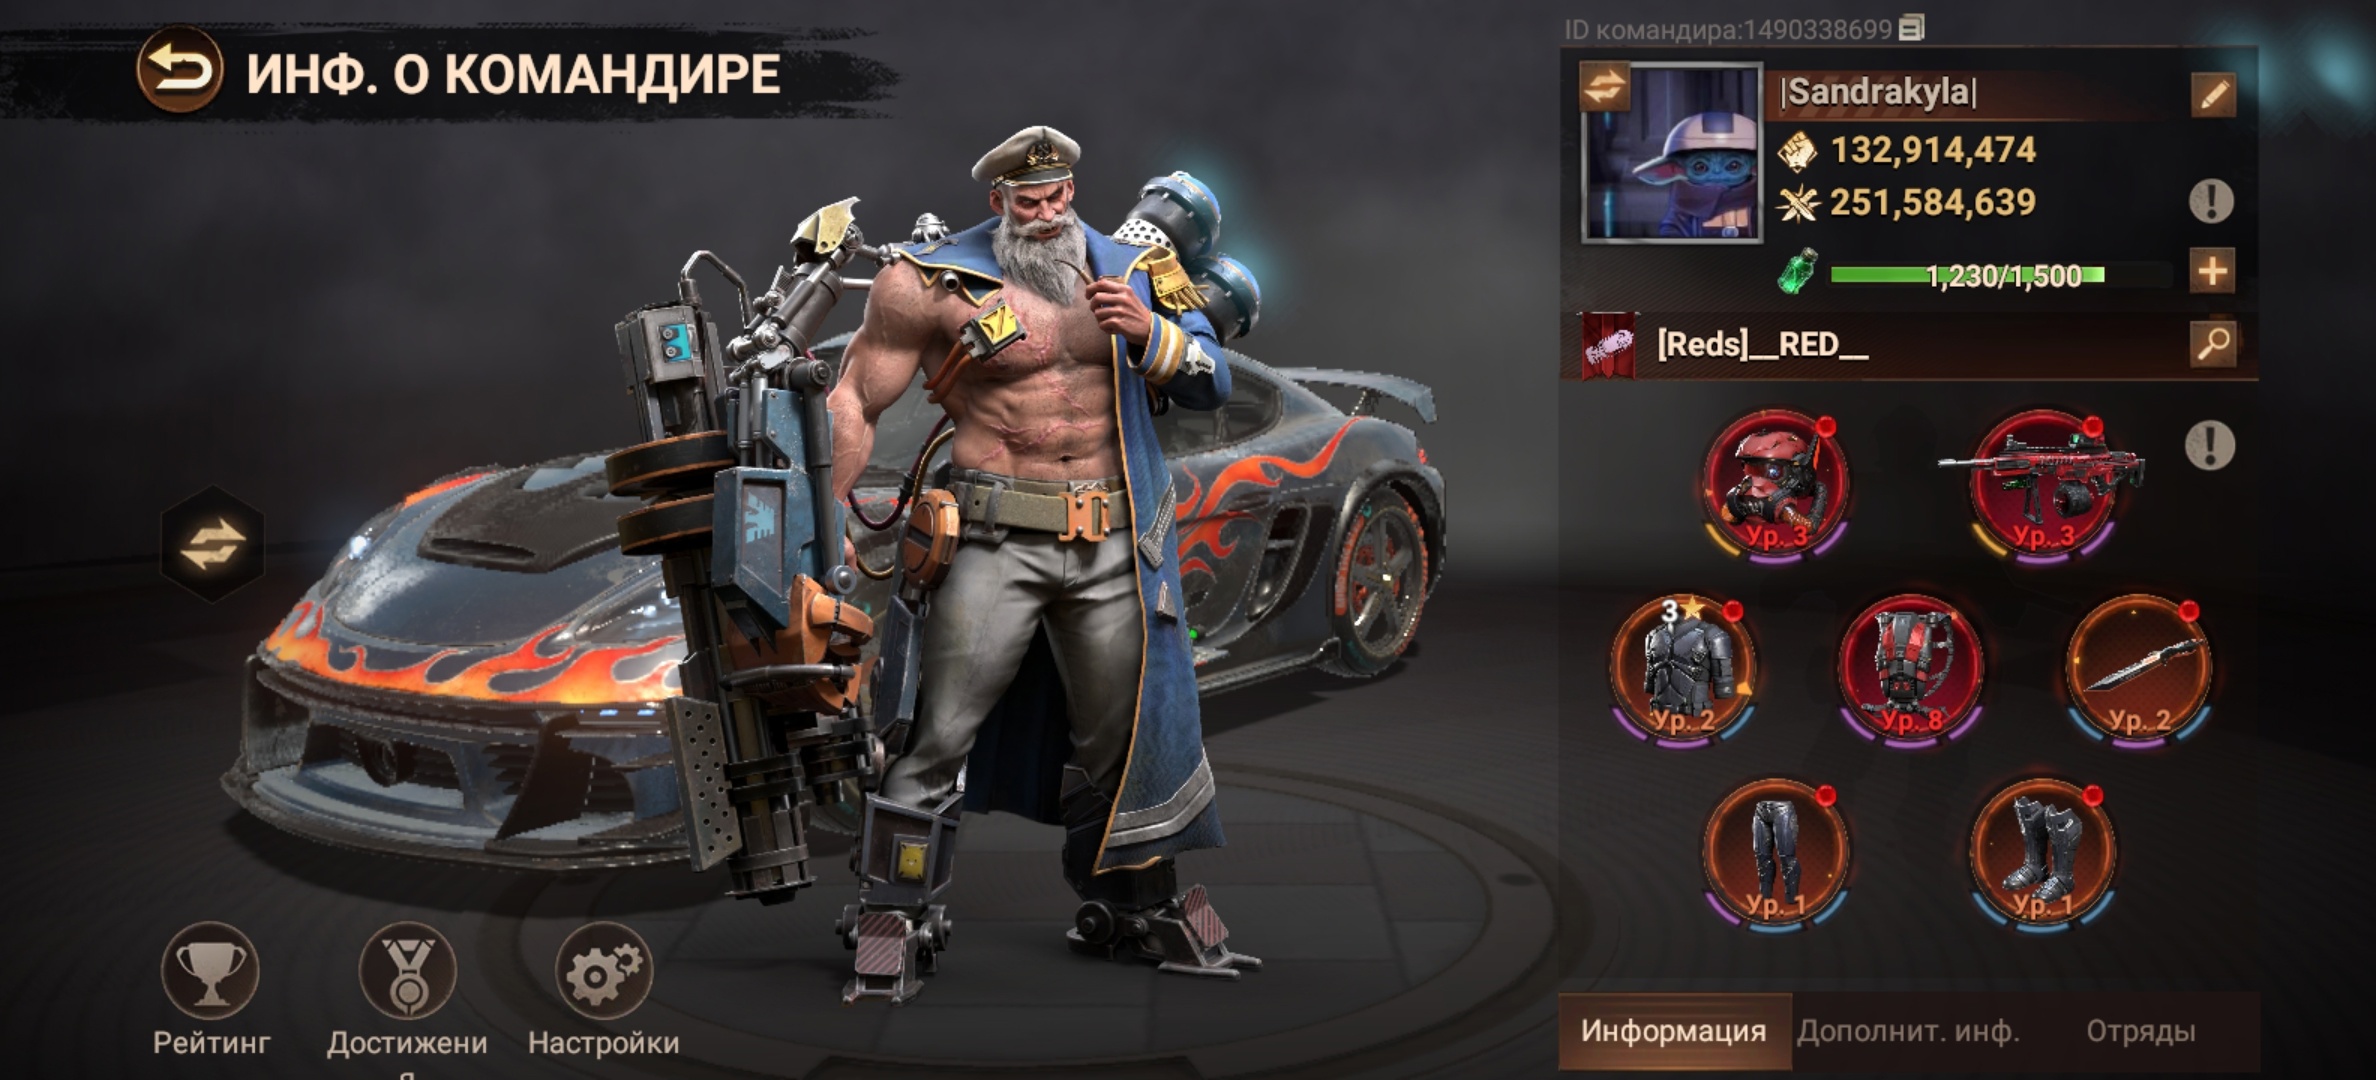 ID командира:1490338699
ИНФ. О КОМАНДИРЕ
|Sandrakyla|
132,914,474
251,584,639
1,230/1,500
[Reds]__RED__
Ур. 3
Ур. 3
3
Ур. 2
Ур. 8
Ур. 2
Ур. 1
Ур. 1
Рейтинг
Достижени
я
Настройки
Информация
Дополнит. инф.
Отряды